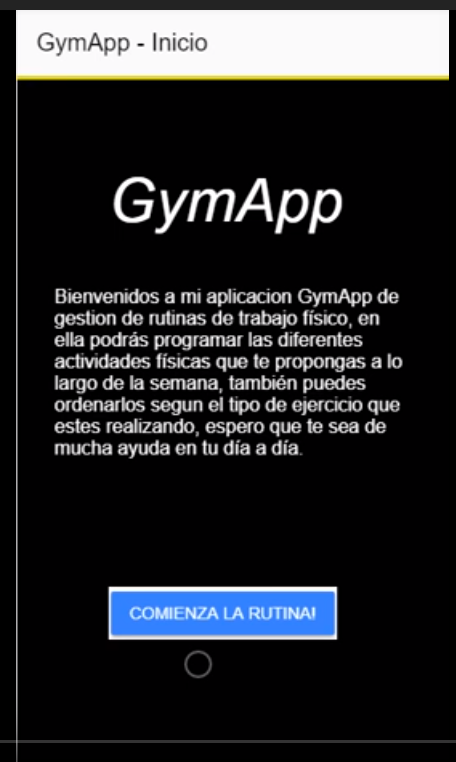 GymApp - Inicio
GymApp
Bienvenidos a mi aplicacion GymApp de
gestion de rutinas de trabajo físico, en
ella podrás programar las diferentes
actividades físicas que te propongas a lo
largo de la semana, también puedes
ordenarlos segun el tipo de ejercicio que
estes realizando, espero que te sea de
mucha ayuda en tu día a día.
COMIENZA LA RUTINA!